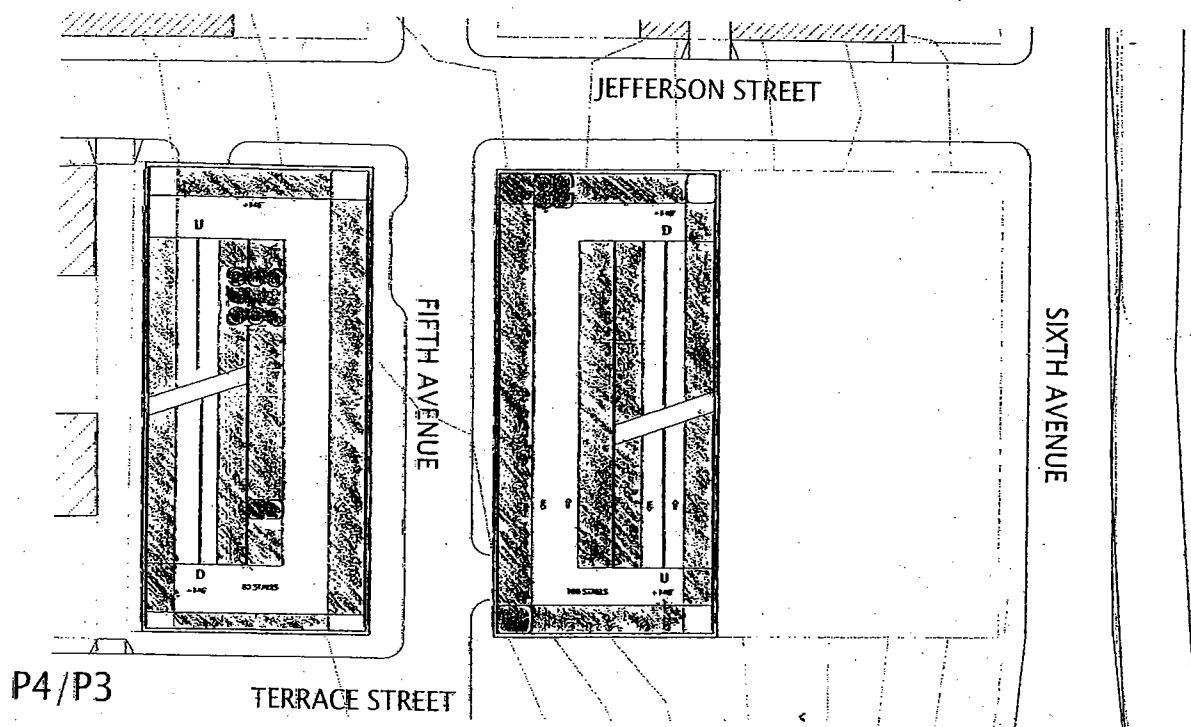 JEFFERSON STREET
U
D
FIFTH AVENUE
SIXTH AVENUE
D
U
P4/P3
TERRACE STREET